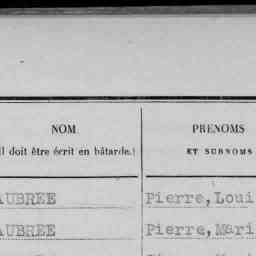 NOM
PRENOMS
il doit être écrit en bâtarde.)
ET SURNOMS
AUBREE
Pierre, Loui
AUBREE
Pierre, Mari